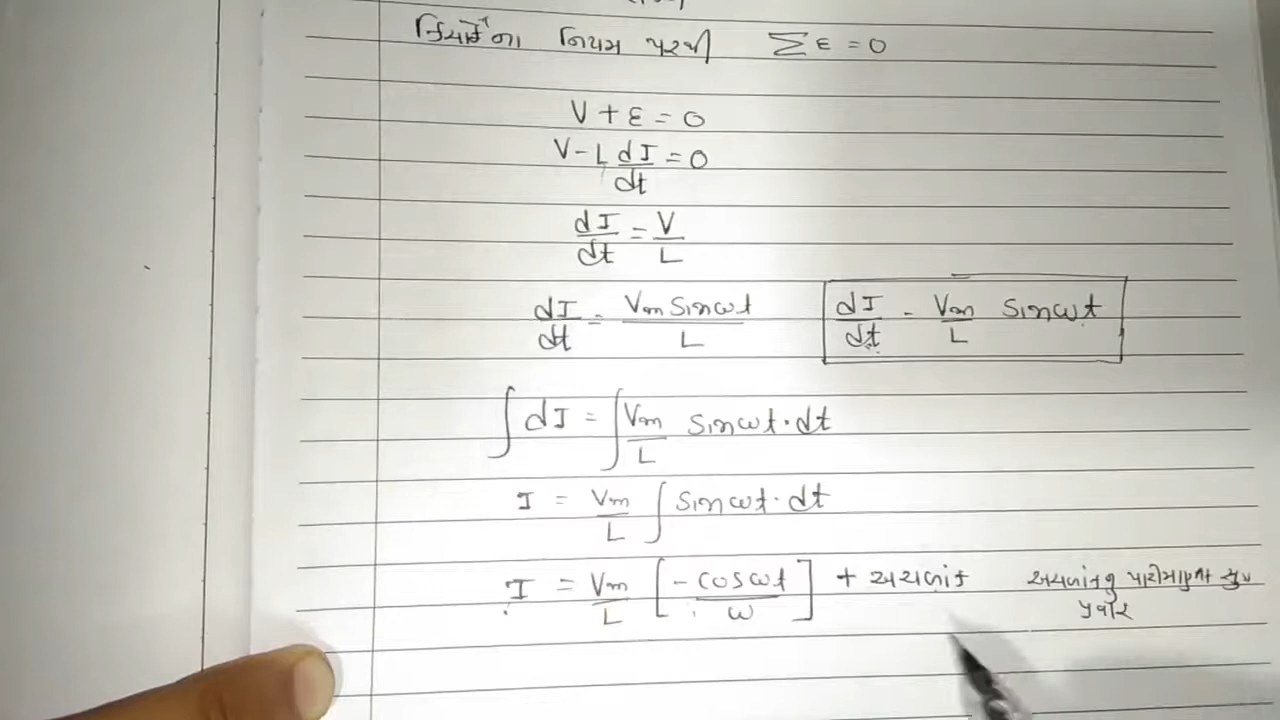 કિર્ચોફના નિયમ પરથી Σε = 0
V + ε = 0
V - L dI/dt = 0
dI/dt = V/L
dI/dt = Vm sinωt / L
dI/dt = Vm/L sinωt
∫dI = ∫ Vm/L sinωt · dt
I = Vm/L ∫ sinωt · dt
I = Vm/L [ - cosωt / ω ] + અચળાંક